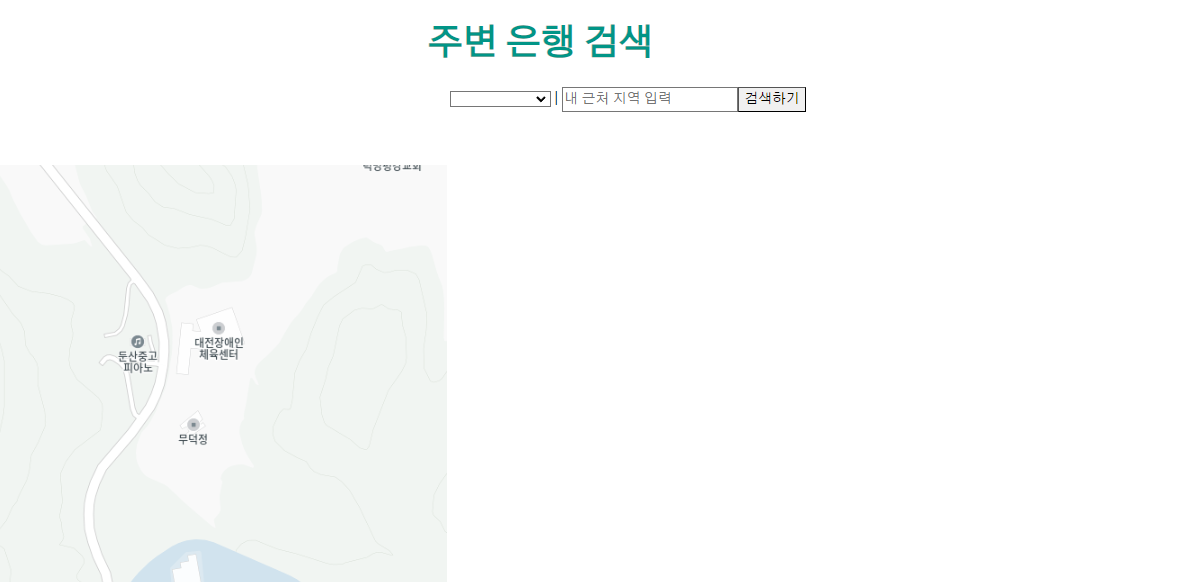 주변 은행 검색
|
내 근처 지역 입력
검색하기
대전장애인
체육센터
둔산중고
피아노
무덕정